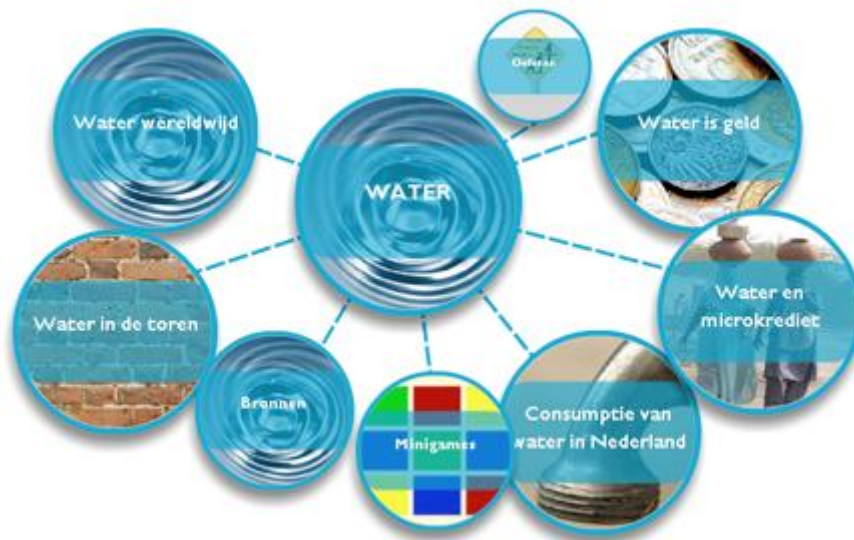 Oefenen
Water wereldwijd
Water is geld
WATER
Water en
microkrediet
Water in de toren
Bronnen
Minigames
Consumptie van
water in Nederland